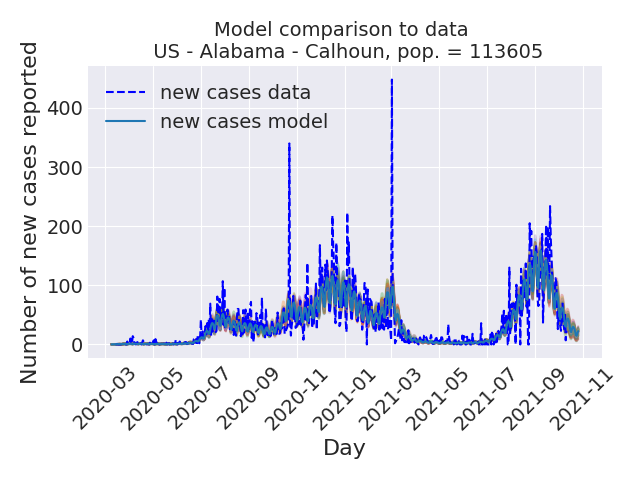 Model comparison to data
US - Alabama - Calhoun, pop. = 113605
Number of new cases reported
400
300
200
100
0
new cases data
new cases model
2020-03
2020-05
2020-07
2020-09
2020-11
2021-01
2021-03
2021-05
2021-07
2021-09
2021-11
Day